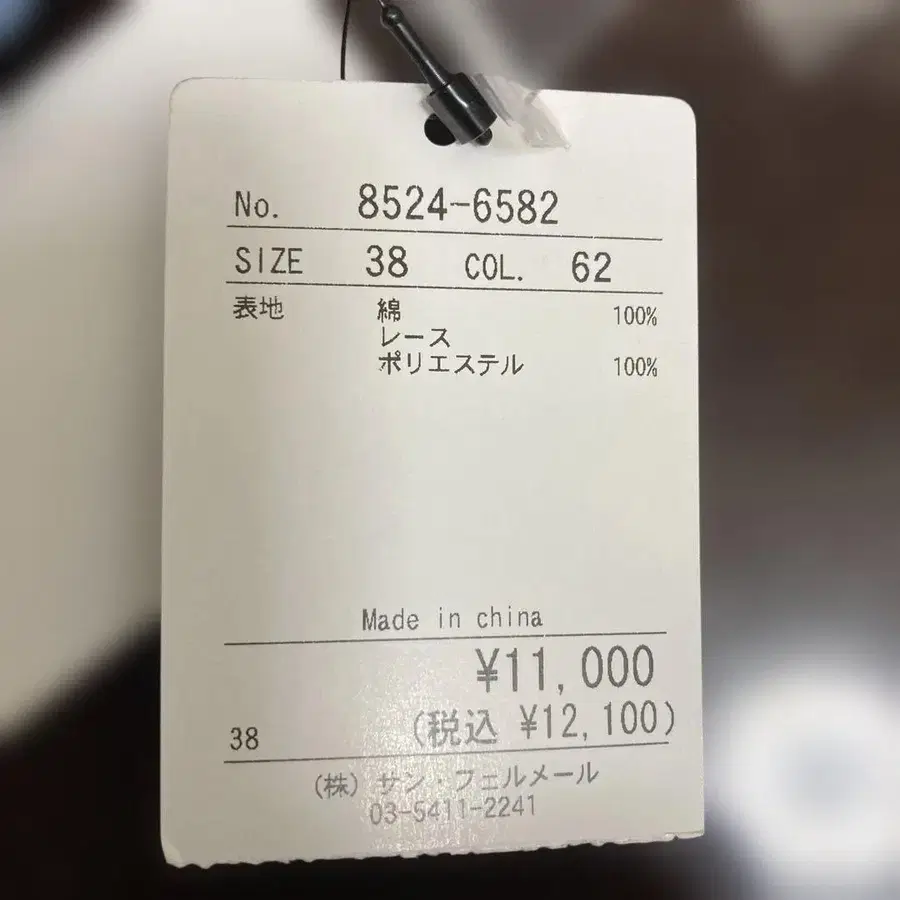 No. 8524-6582
SIZE 38 COL. 62
表地 綿 100%
レース
ポリエステル 100%
Made in china
¥11,000
38 (税込 ¥12,100)
(株) サン・フェルメール
03-5411-2241